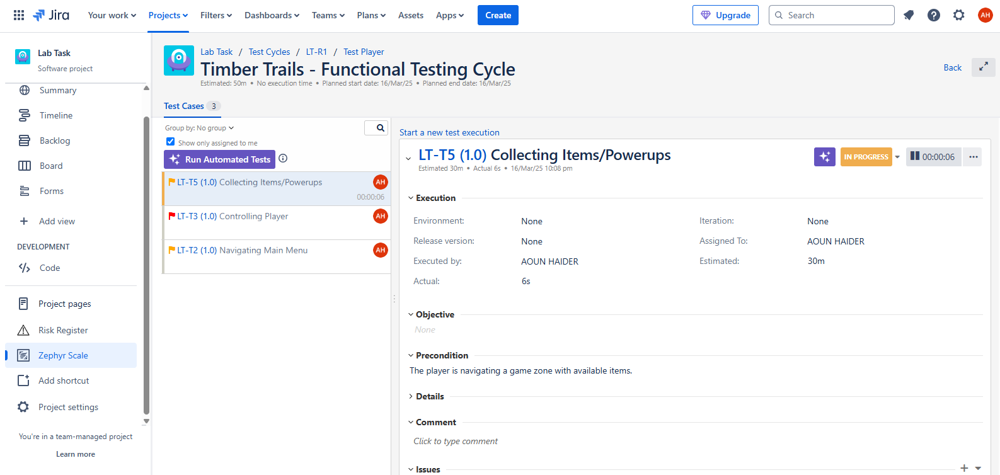 Jira Your work Projects Filters Dashboards Teams Plans Assets Apps Create Upgrade Search AH
Lab Task
Software project
Summary
Timeline
Backlog
Board
Forms
Add view
DEVELOPMENT
Code
Project pages
Risk Register
Zephyr Scale
Add shortcut
Project settings
You're in a team-managed project
Learn more
Lab Task / Test Cycles / LT-R1 / Test Player
Timber Trails - Functional Testing Cycle
Estimated: 50m • No execution time • Planned start date: 16/Mar/25 • Planned end date: 16/Mar/25
Back
Test Cases 3
Group by: No group
Show only assigned to me
Run Automated Tests
LT-T5 (1.0) Collecting Items/Powerups AH
00:00:06
LT-T3 (1.0) Controlling Player AH
LT-T2 (1.0) Navigating Main Menu AH
Start a new test execution
LT-T5 (1.0) Collecting Items/Powerups
IN PROGRESS 00:00:06
Estimated 30m • Actual 6s • 16/Mar/25 10:08 pm
Execution
Environment: None Iteration: None
Release version: None Assigned To: AOUN HAIDER
Executed by: AOUN HAIDER Estimated: 30m
Actual: 6s
Objective
None
Precondition
The player is navigating a game zone with available items.
Details
Comment
Click to type comment
Issues